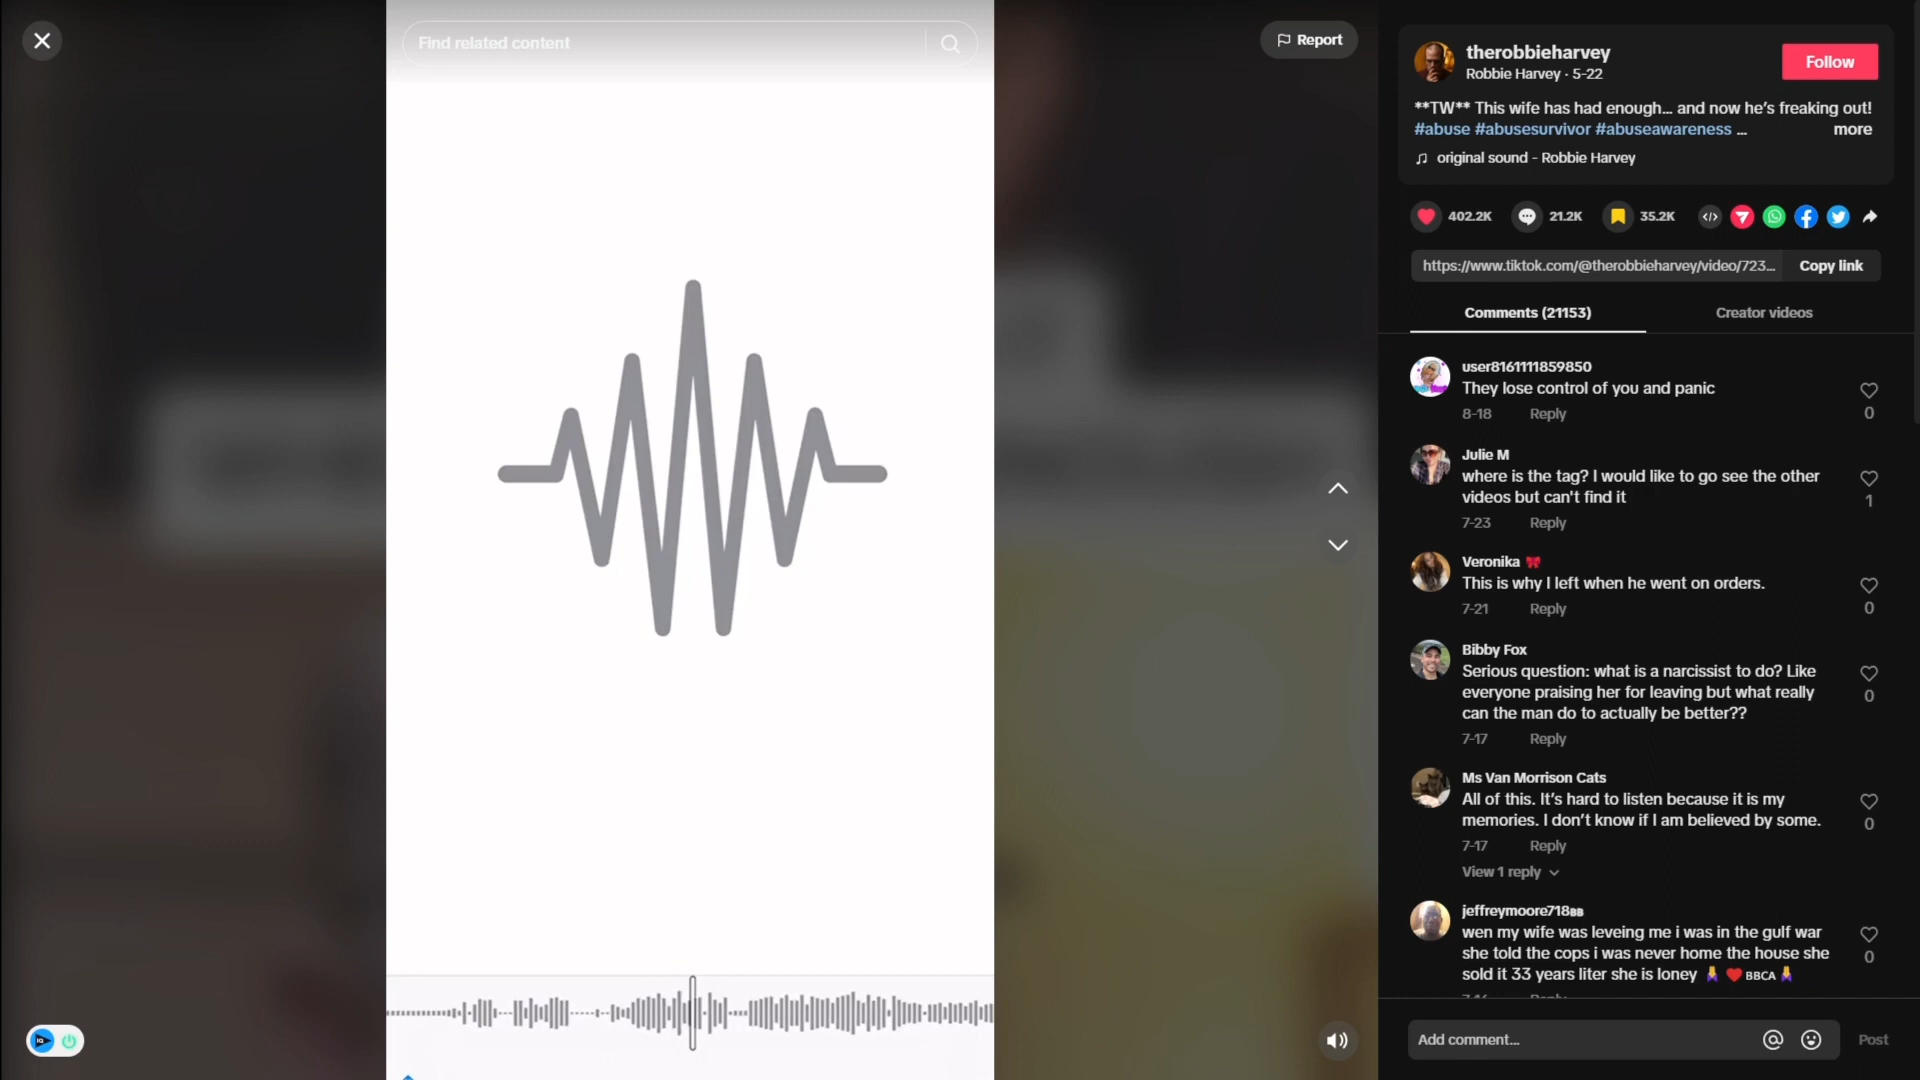 Find related content
Report
therobbieharvey
Robbie Harvey · 5-22
Follow
**TW** This wife has had enough... and now he's freaking out!
#abuse #abusesurvivor #abuseawareness ...
more
original sound - Robbie Harvey
402.2K
21.2K
35.2K
https://www.tiktok.com/@therobbieharvey/video/723...
Copy link
Comments (21153)
Creator videos
user8161111859850
They lose control of you and panic
8-18 Reply
0
Julie M
where is the tag? I would like to go see the other
videos but can't find it
7-23 Reply
1
Veronika 🎀
This is why I left when he went on orders.
7-21 Reply
0
Bibby Fox
Serious question: what is a narcissist to do? Like
everyone praising her for leaving but what really
can the man do to actually be better??
7-17 Reply
0
Ms Van Morrison Cats
All of this. It's hard to listen because it is my
memories. I don't know if I am believed by some.
7-17 Reply
0
View 1 reply
jeffreymoore718BB
wen my wife was leveing me i was in the gulf war
she told the cops i was never home the house she
sold it 33 years liter she is loney 🙏 ❤️ BBCA 🙏
0
Add comment...
Post